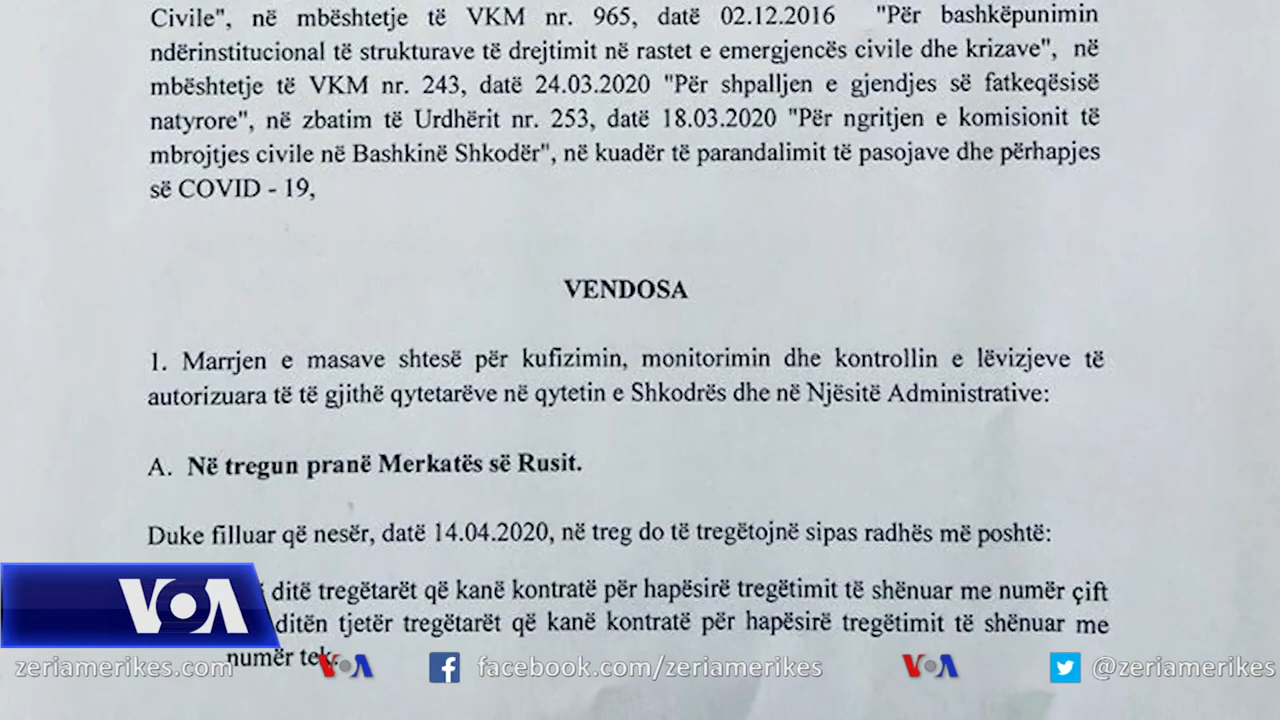 Civile", në mbështetje të VKM nr. 965, datë 02.12.2016 "Për bashkëpunimin
ndërinstitucional të strukturave të drejtimit në rastet e emergjencës civile dhe krizave", në
mbështetje të VKM nr. 243, datë 24.03.2020 "Për shpalljen e gjendjes së fatkeqësisë
natyrore", në zbatim të Urdhërit nr. 253, datë 18.03.2020 "Për ngritjen e komisionit të
mbrojtjes civile në Bashkinë Shkodër", në kuadër të parandalimit të pasojave dhe përhapjes
së COVID - 19,
VENDOSA
1. Marrjen e masave shtesë për kufizimin, monitorimin dhe kontrollin e lëvizjeve të
autorizuara të të gjithë qytetarëve në qytetin e Shkodrës dhe në Njësitë Administrative:
A. Në tregun pranë Merkatës së Rusit.
Duke filluar që nesër, datë 14.04.2020, në treg do të tregëtojnë sipas radhës më poshtë:
ditë tregëtarët që kanë kontratë për hapësirë tregëtimit të shënuar me numër çift
ditën tjetër tregëtarët që kanë kontratë për hapësirë tregëtimit të shënuar me
numër tek.
VOA
zeriamerikes.com VOA facebook.com/zeriamerikes VOA @zeriamerikes